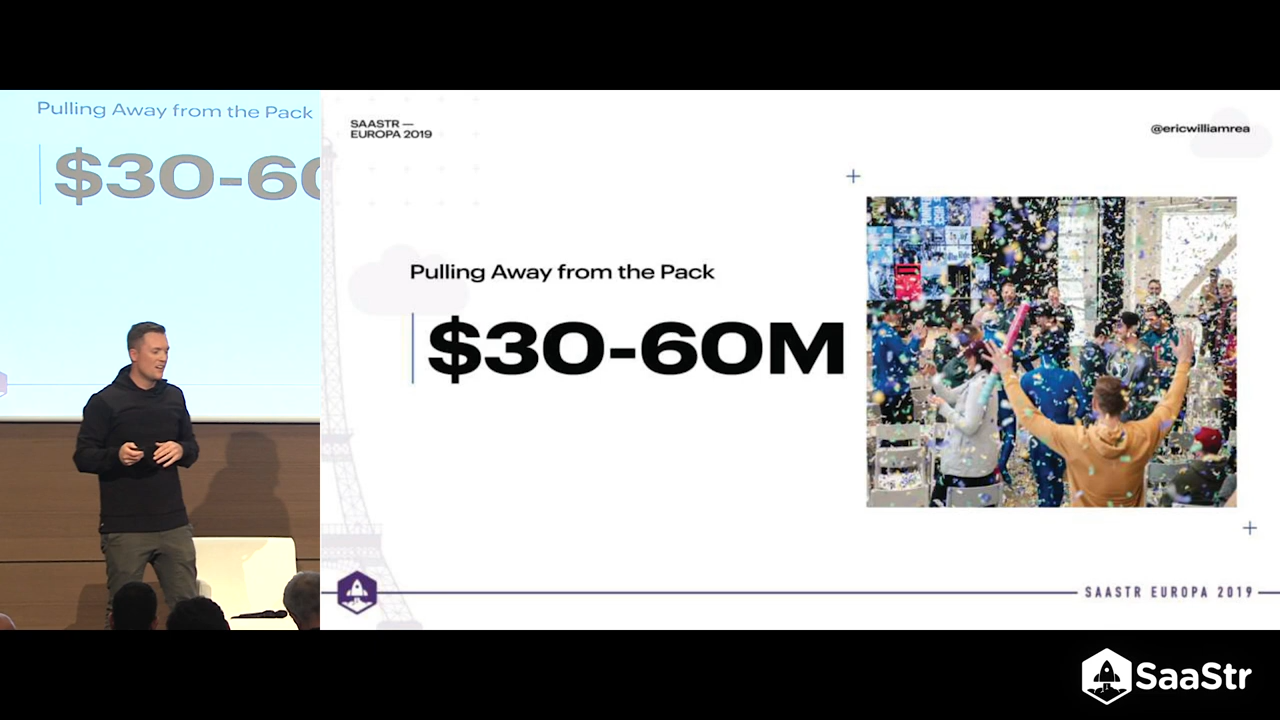 Pulling Away from the Pack
$30-60
SAASTR —
EUROPA 2019
@ericwilliamrea
Pulling Away from the Pack
$30-60M
SAASTR EUROPA 2019
SaaStr